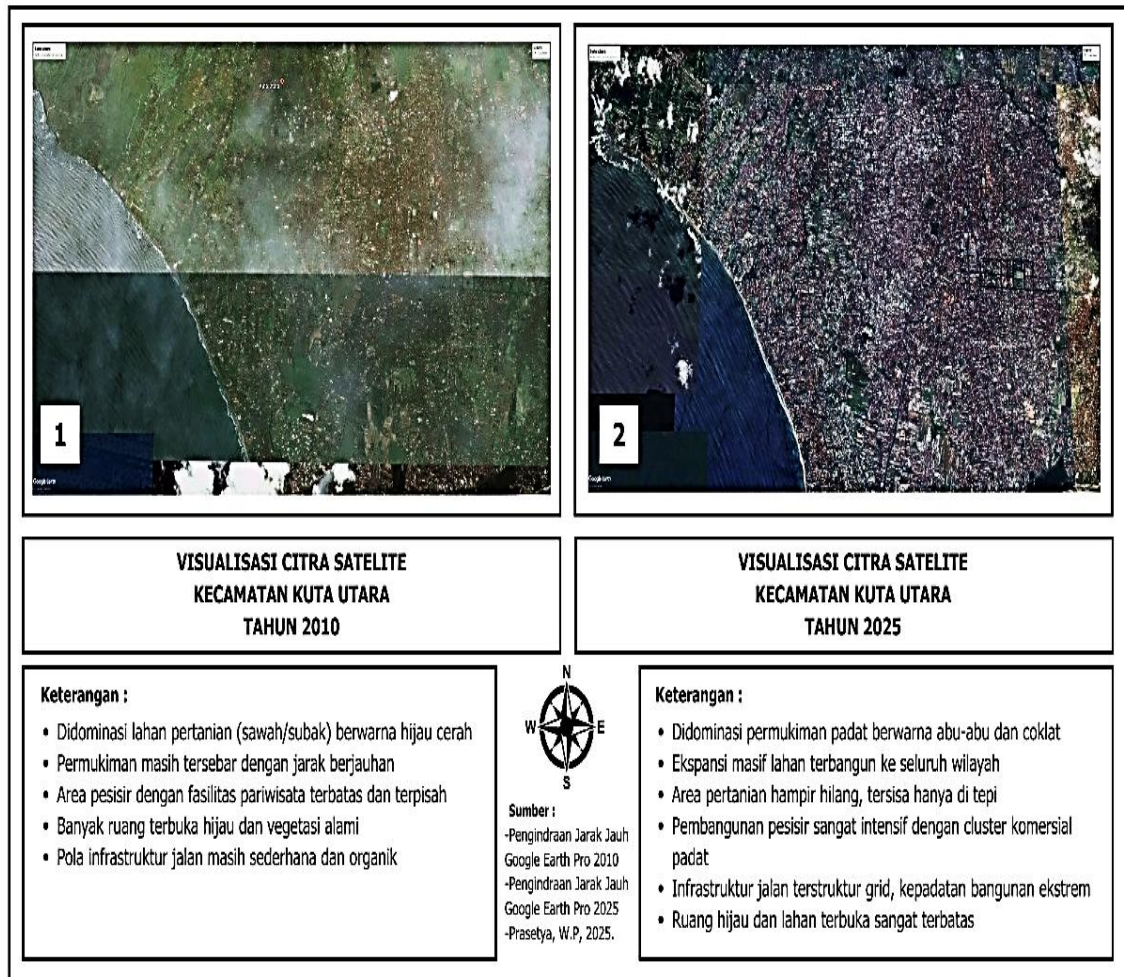 1
Google Earth
2
Google Earth
VISUALISASI CITRA SATELITE
KECAMATAN KUTA UTARA
TAHUN 2010
VISUALISASI CITRA SATELITE
KECAMATAN KUTA UTARA
TAHUN 2025
Keterangan :
• Didominasi lahan pertanian (sawah/subak) berwarna hijau cerah
• Permukiman masih tersebar dengan jarak berjauhan
• Area pesisir dengan fasilitas pariwisata terbatas dan terpisah
• Banyak ruang terbuka hijau dan vegetasi alami
• Pola infrastruktur jalan masih sederhana dan organik
N
W
E
S
Sumber :
-Pengindraan Jarak Jauh
Google Earth Pro 2010
-Pengindraan Jarak Jauh
Google Earth Pro 2025
-Prasetya, W.P, 2025.
Keterangan :
• Didominasi permukiman padat berwarna abu-abu dan coklat
• Ekspansi masif lahan terbangun ke seluruh wilayah
• Area pertanian hampir hilang, tersisa hanya di tepi
• Pembangunan pesisir sangat intensif dengan cluster komersial
padat
• Infrastruktur jalan terstruktur grid, kepadatan bangunan ekstrem
• Ruang hijau dan lahan terbuka sangat terbatas